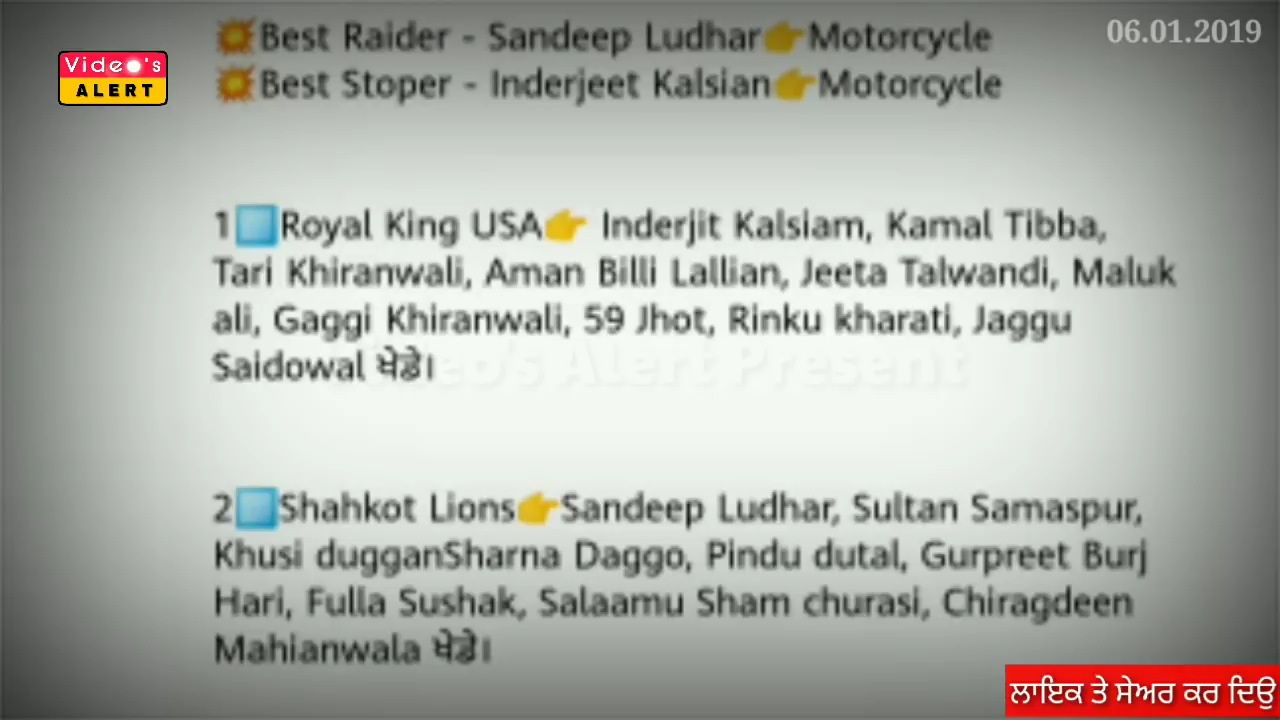 💥Best Raider - Sandeep Ludhar👉Motorcycle
06.01.2019
Video's
ALERT
💥Best Stoper - Inderjeet Kalsian👉Motorcycle
1🟦Royal King USA👉 Inderjit Kalsiam, Kamal Tibba,
Tari Khiranwali, Aman Billi Lallian, Jeeta Talwandi, Maluk
ali, Gaggi Khiranwali, 59 Jhot, Rinku kharati, Jaggu
Saidowal ਖੇਡੇ।
Video's Alert Present
2🟦Shahkot Lions👉Sandeep Ludhar, Sultan Samaspur,
Khusi dugganSharna Daggo, Pindu dutal, Gurpreet Burj
Hari, Fulla Sushak, Salaamu Sham churasi, Chiragdeen
Mahianwala ਖੇਡੇ।
ਲਾਇਕ ਤੇ ਸੇਅਰ ਕਰ ਦਿਉ